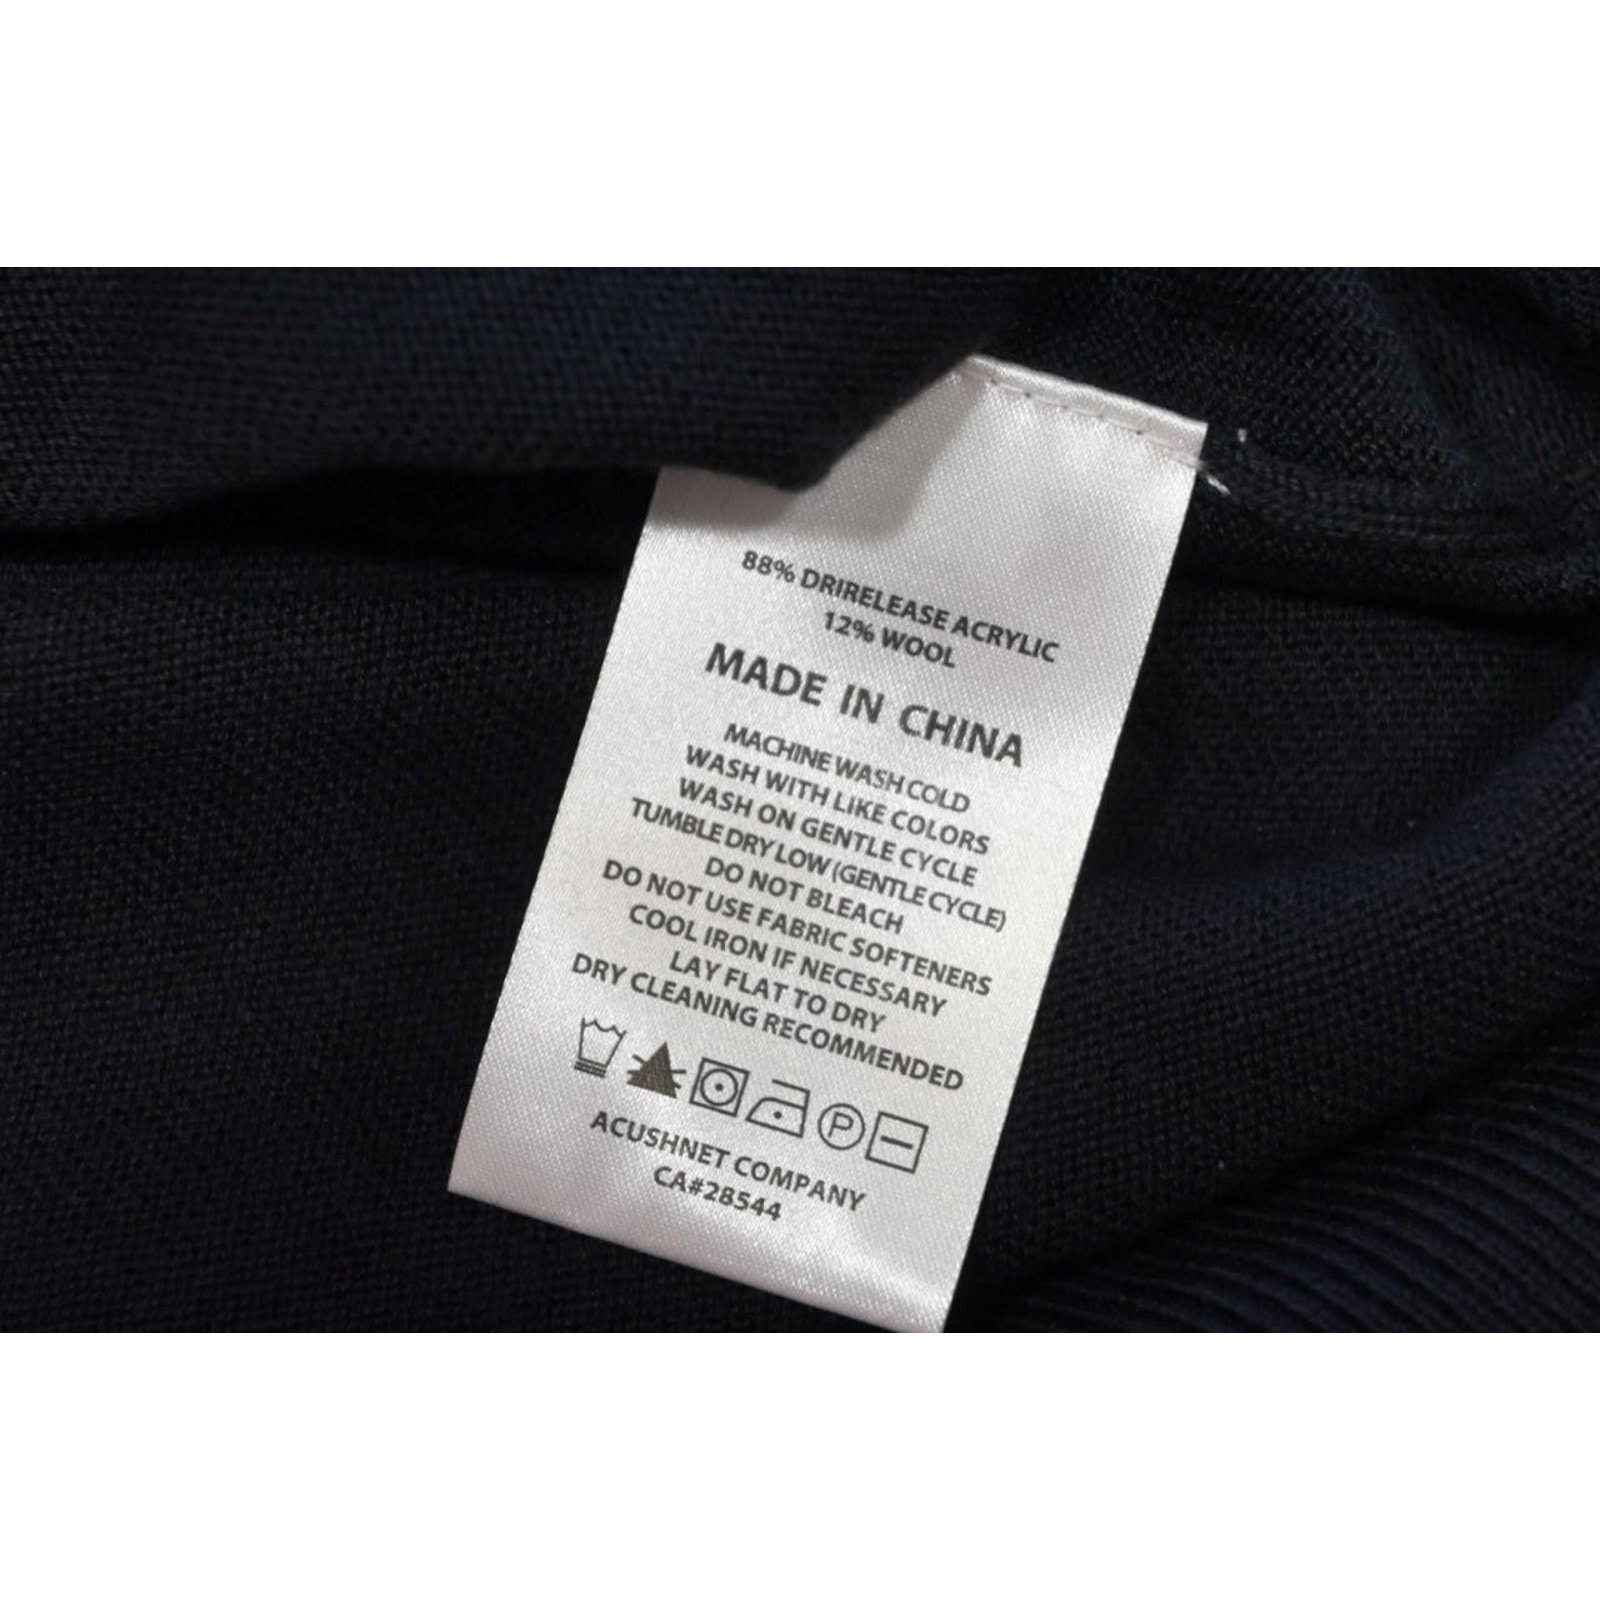 88% DRIRELEASE ACRYLIC
12% WOOL
MADE IN CHINA
MACHINE WASH COLD
WASH WITH LIKE COLORS
WASH ON GENTLE CYCLE
TUMBLE DRY LOW (GENTLE CYCLE)
DO NOT BLEACH
DO NOT USE FABRIC SOFTENERS
COOL IRON IF NECESSARY
LAY FLAT TO DRY
DRY CLEANING RECOMMENDED
P
ACUSHNET COMPANY
CA#28544